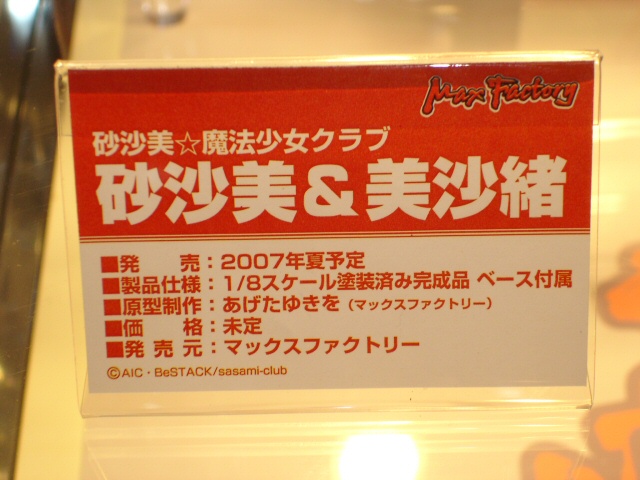 Max Factory
砂沙美☆魔法少女クラブ
砂沙美&美沙緒
■発　売：2007年夏予定
■製品仕様：1/8スケール塗装済み完成品 ベース付属
■原型制作：あげたゆきを（マックスファクトリー）
■価　格：未定
■発売元：マックスファクトリー
©AIC・BeSTACK/sasami-club